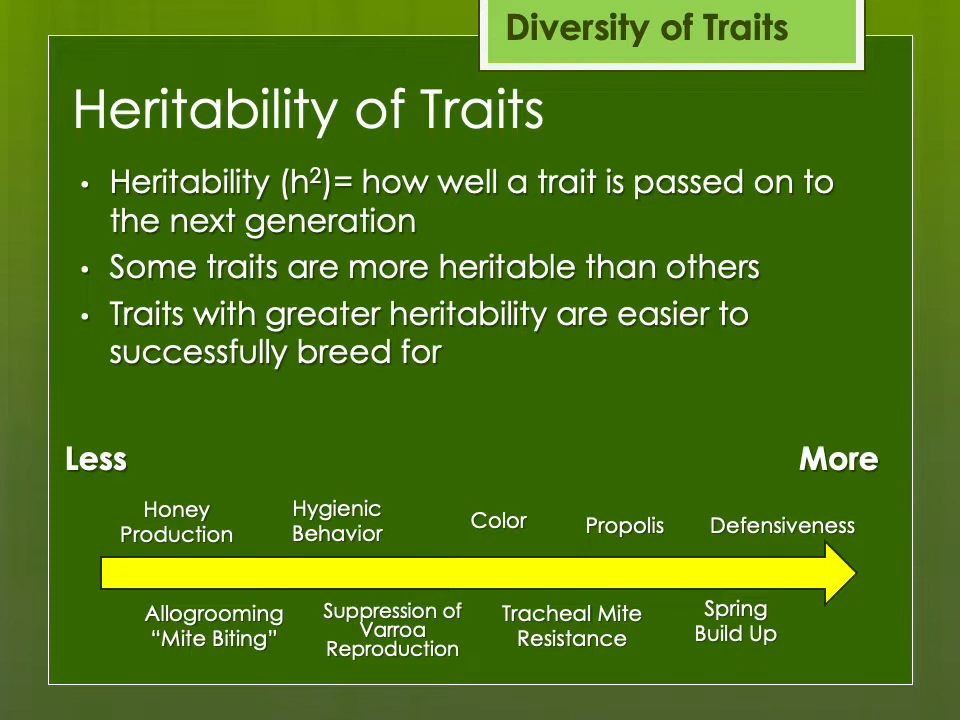 Diversity of Traits
Heritability of Traits
• Heritability (h²)= how well a trait is passed on to
the next generation
• Some traits are more heritable than others
• Traits with greater heritability are easier to
successfully breed for
Less
More
Honey
Production
Hygienic
Behavior
Color
Propolis
Defensiveness
Allogrooming
“Mite Biting”
Suppression of
Varroa
Reproduction
Tracheal Mite
Resistance
Spring
Build Up